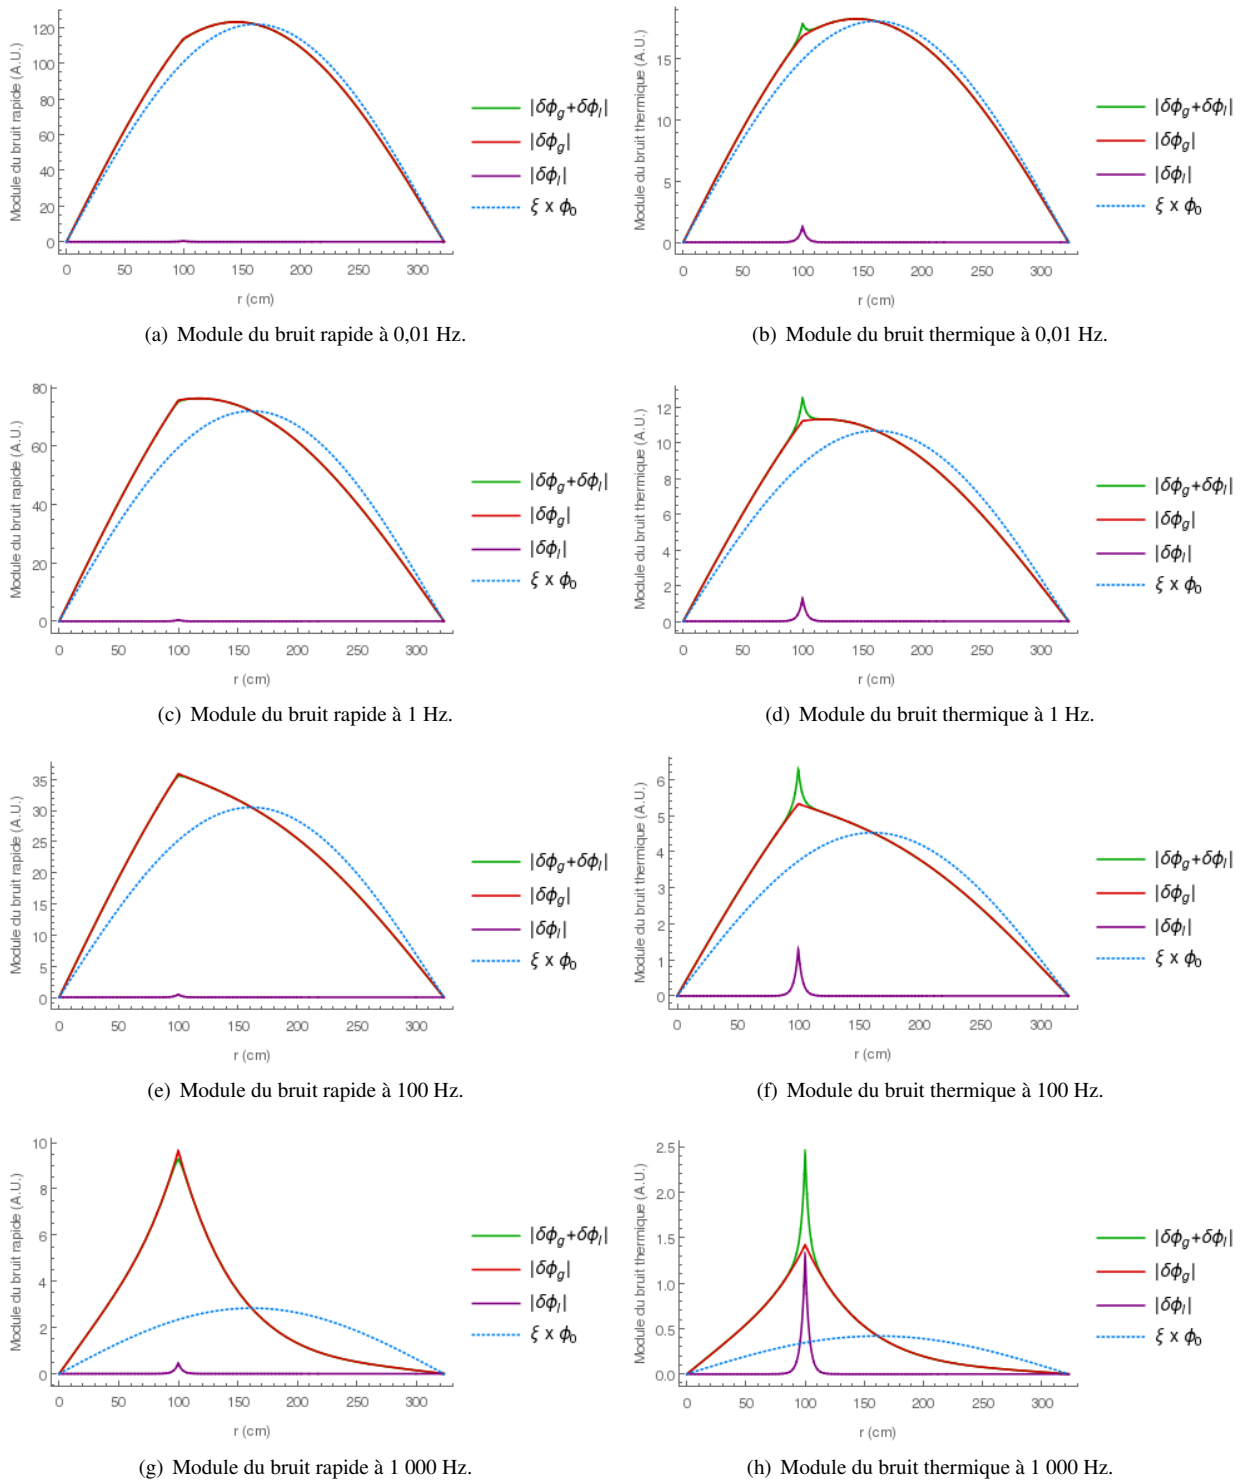 Module du bruit rapide (A.U.)
120
100
80
60
40
20
0
0 50 100 150 200 250 300
r (cm)
|δϕg+δϕl|
|δϕg|
|δϕl|
ξ x ϕ0
(a) Module du bruit rapide à 0,01 Hz.
Module du bruit thermique (A.U.)
15
10
5
0
0 50 100 150 200 250 300
r (cm)
|δϕg+δϕl|
|δϕg|
|δϕl|
ξ x ϕ0
(b) Module du bruit thermique à 0,01 Hz.
Module du bruit rapide (A.U.)
80
60
40
20
0
0 50 100 150 200 250 300
r (cm)
|δϕg+δϕl|
|δϕg|
|δϕl|
ξ x ϕ0
(c) Module du bruit rapide à 1 Hz.
Module du bruit thermique (A.U.)
12
10
8
6
4
2
0
0 50 100 150 200 250 300
r (cm)
|δϕg+δϕl|
|δϕg|
|δϕl|
ξ x ϕ0
(d) Module du bruit thermique à 1 Hz.
Module du bruit rapide (A.U.)
35
30
25
20
15
10
5
0
0 50 100 150 200 250 300
r (cm)
|δϕg+δϕl|
|δϕg|
|δϕl|
ξ x ϕ0
(e) Module du bruit rapide à 100 Hz.
Module du bruit thermique (A.U.)
6
5
4
3
2
1
0
0 50 100 150 200 250 300
r (cm)
|δϕg+δϕl|
|δϕg|
|δϕl|
ξ x ϕ0
(f) Module du bruit thermique à 100 Hz.
Module du bruit rapide (A.U.)
10
8
6
4
2
0
0 50 100 150 200 250 300
r (cm)
|δϕg+δϕl|
|δϕg|
|δϕl|
ξ x ϕ0
(g) Module du bruit rapide à 1 000 Hz.
Module du bruit thermique (A.U.)
2.5
2.0
1.5
1.0
0.5
0.0
0 50 100 150 200 250 300
r (cm)
|δϕg+δϕl|
|δϕg|
|δϕl|
ξ x ϕ0
(h) Module du bruit thermique à 1 000 Hz.